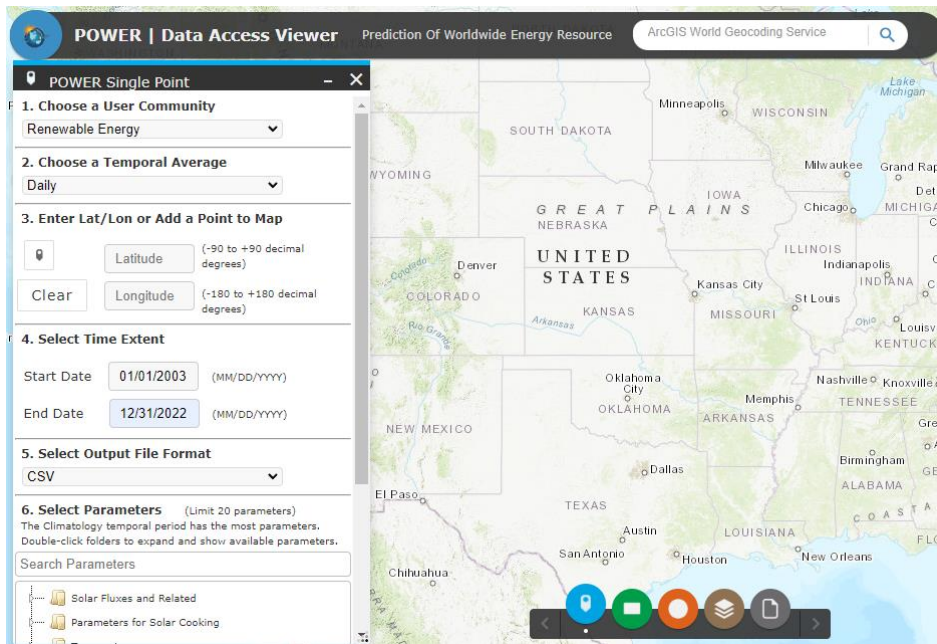 POWER | Data Access Viewer
Prediction Of Worldwide Energy Resource
ArcGIS World Geocoding Service
POWER Single Point
1. Choose a User Community
Renewable Energy
2. Choose a Temporal Average
Daily
3. Enter Lat/Lon or Add a Point to Map
Latitude
(-90 to +90 decimal
degrees)
Clear
Longitude
(-180 to +180 decimal
degrees)
4. Select Time Extent
Start Date
01/01/2003
(MM/DD/YYYY)
End Date
12/31/2022
(MM/DD/YYYY)
5. Select Output File Format
CSV
6. Select Parameters
(Limit 20 parameters)
The Climatology temporal period has the most parameters.
Double-click folders to expand and show available parameters.
Search Parameters
Solar Fluxes and Related
Parameters for Solar Cooking
Lake
Michigan
Minneapolis
WISCONSIN
SOUTH DAKOTA
WYOMING
Milwaukee
Grand Rap
Det
IOWA
Chicago
MICHIGA
GREAT PLAINS
NEBRASKA
UNITED
STATES
ILLINOIS
Indianapolis
INDIANA
Colorado
Denver
Kansas City
St Louis
COLORADO
KANSAS
MISSOURI
Arkansas
Rio Grande
Ohio
Louisv
KENTUCK
Oklahoma
City
OKLAHOMA
Nashville
Knoxville
Memphis
TENNESSEE
ARKANSAS
NEW MEXICO
Gre
Birmingham
Dallas
ALABAMA
GE
El Paso
TEXAS
COASTA
Austin
LOUISIANA
FLO
San Antonio
Houston
New Orleans
Chihuahua